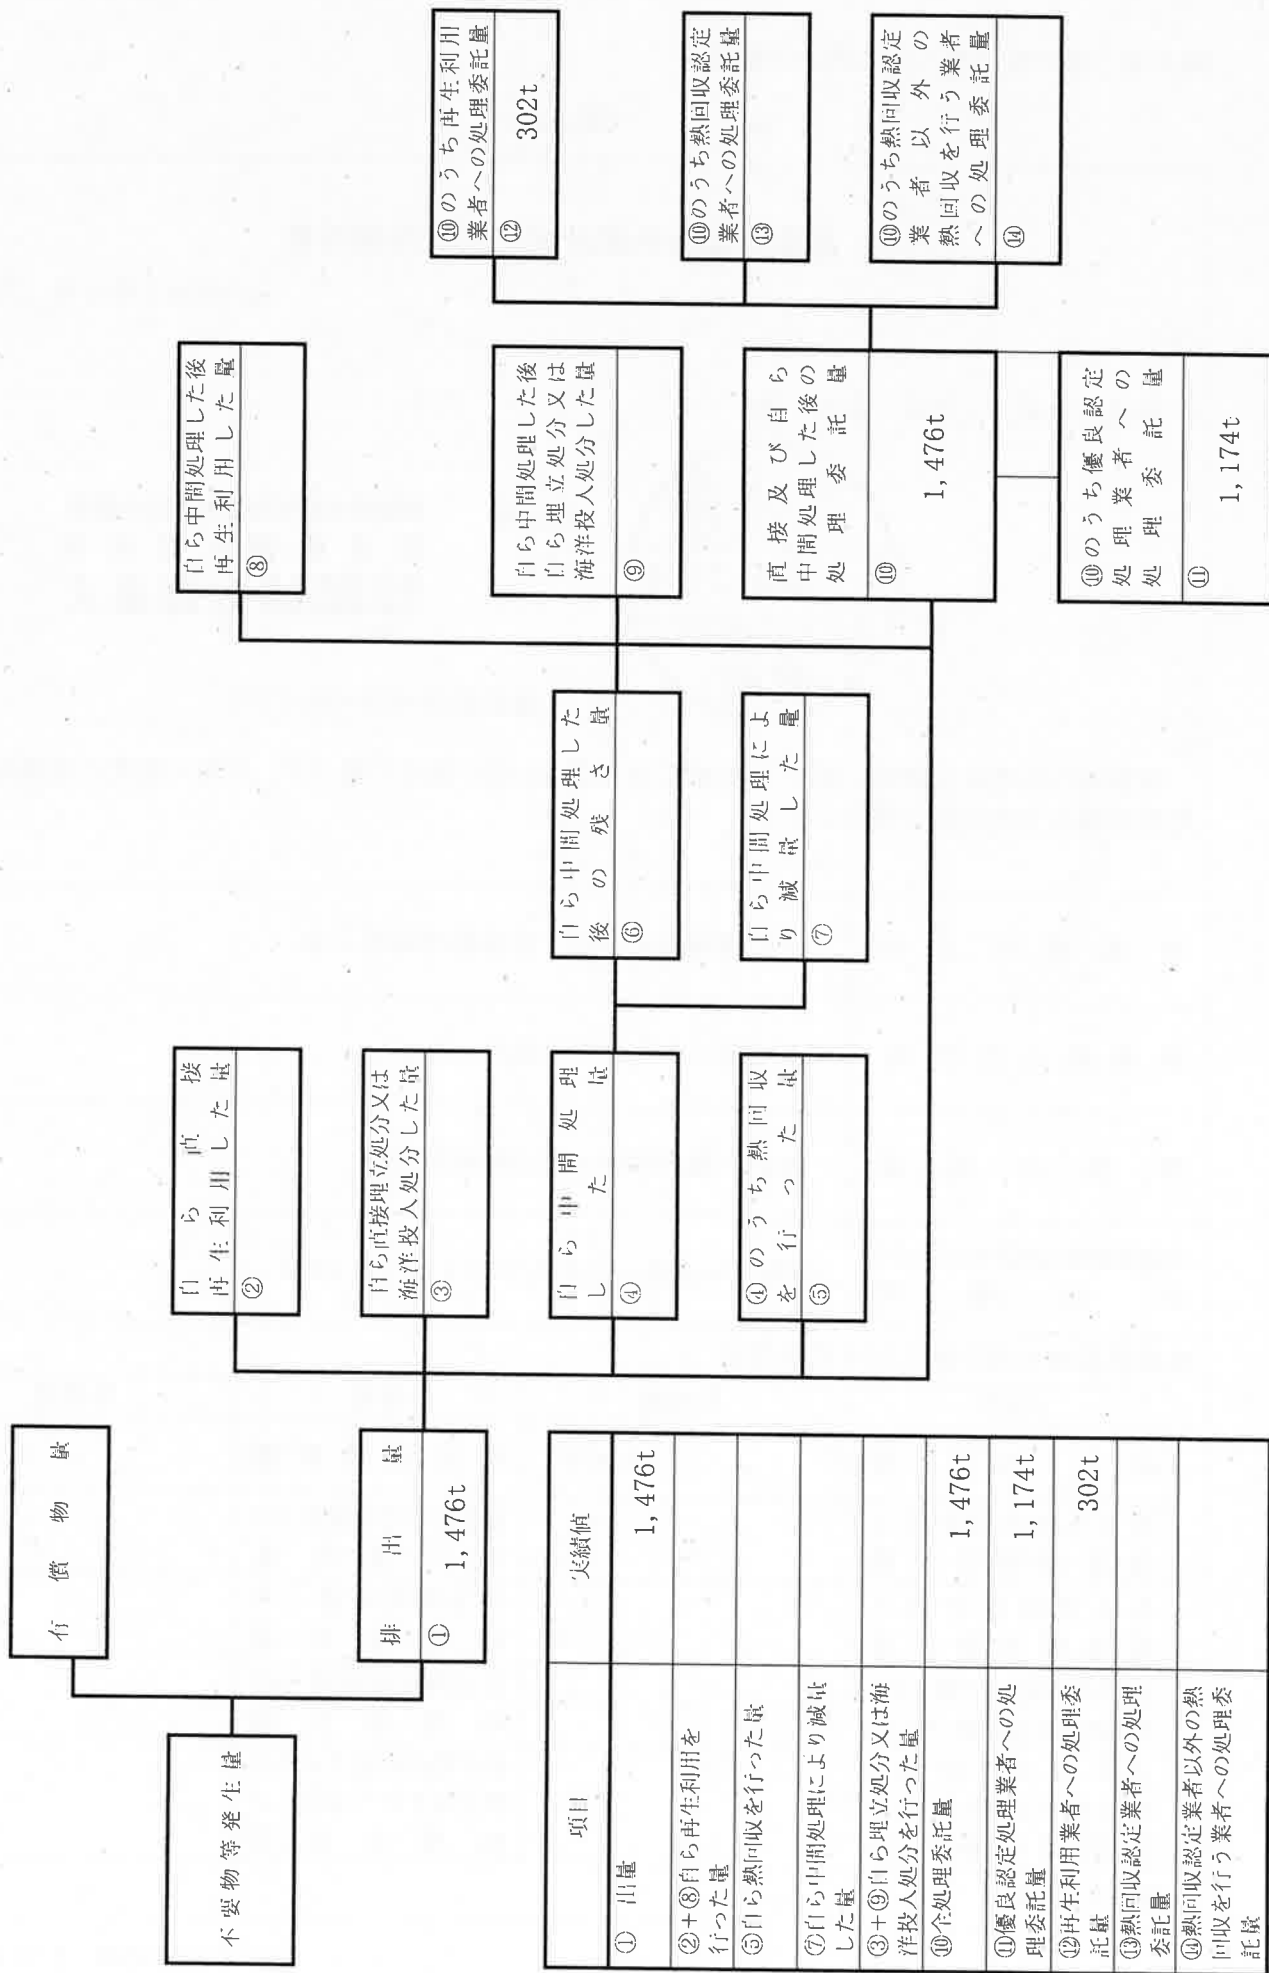 有償物量
不要物等発生量
排出量
① 1,476t
自ら直接
再生利用した量
②
自ら直接埋立処分又は
海洋投入処分した量
③
自ら中間処理
した量
④
④のうち熱回収
を行った量
⑤
自ら中間処理した
後の残さ量
⑥
自ら中間処理によ
り減量した量
⑦
自ら中間処理した後
再生利用した量
⑧
自ら中間処理した後
自ら埋立処分又は
海洋投入処分した量
⑨
直接及び自ら
中間処理した後の
処理委託量
⑩ 1,476t
⑩のうち優良認定
処理業者への
処理委託量
⑪ 1,174t
⑩のうち再生利用
業者への処理委託量
⑫ 302t
⑩のうち熱回収認定
業者への処理委託量
⑬
⑩のうち熱回収認定
業者以外の
熱回収を行う業者
への処理委託量
⑭
項目 実績値
① 出量 1,476t
②+⑧自ら再生利用を
行った量
⑤自ら熱回収を行った量
⑦自ら中間処理により減量
した量
③+⑨自ら埋立処分又は海
洋投入処分を行った量
⑩全処理委託量 1,476t
⑪優良認定処理業者への処
理委託量 1,174t
⑫再生利用業者への処理委
託量 302t
⑬熱回収認定業者への処理
委託量
⑭熱回収認定業者以外の熱
回収を行う業者への処理委
託量